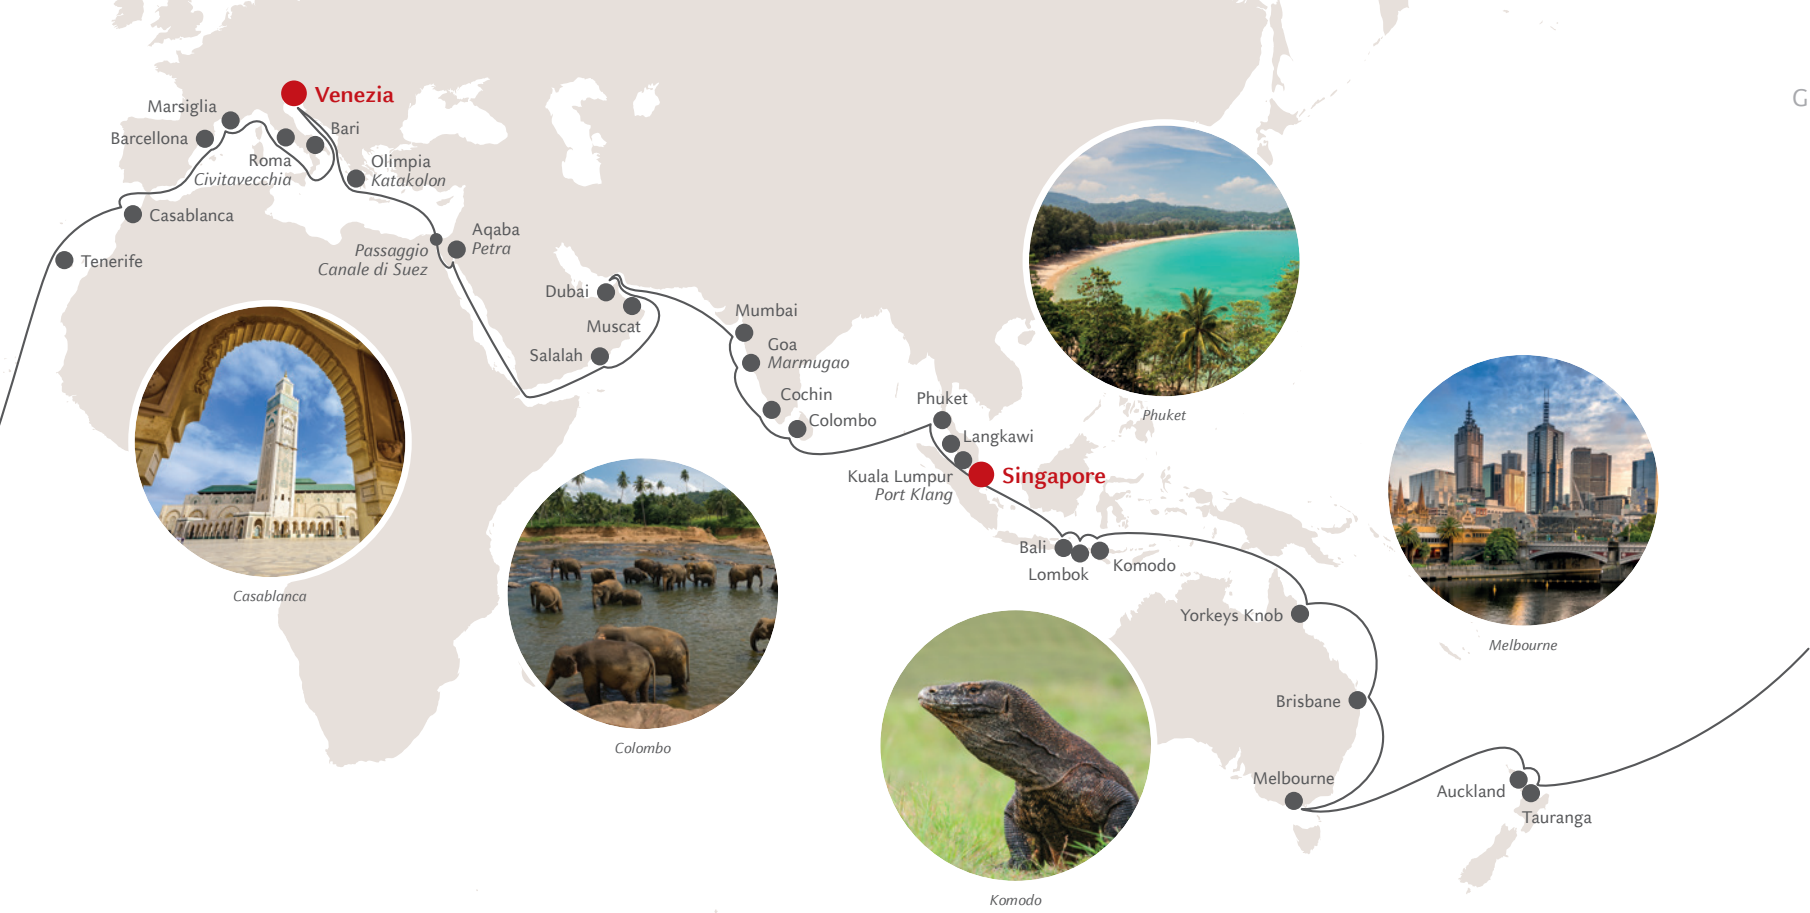 G
Venezia
Marsiglia
Barcellona
Bari
Roma
Civitavecchia
Olimpia
Katakolon
Casablanca
Tenerife
Passaggio
Canale di Suez
Aqaba
Petra
Dubai
Muscat
Salalah
Mumbai
Goa
Marmugao
Cochin
Colombo
Phuket
Langkawi
Kuala Lumpur
Port Klang
Singapore
Phuket
Bali
Lombok
Komodo
Casablanca
Yorkeys Knob
Melbourne
Brisbane
Colombo
Melbourne
Auckland
Tauranga
Komodo